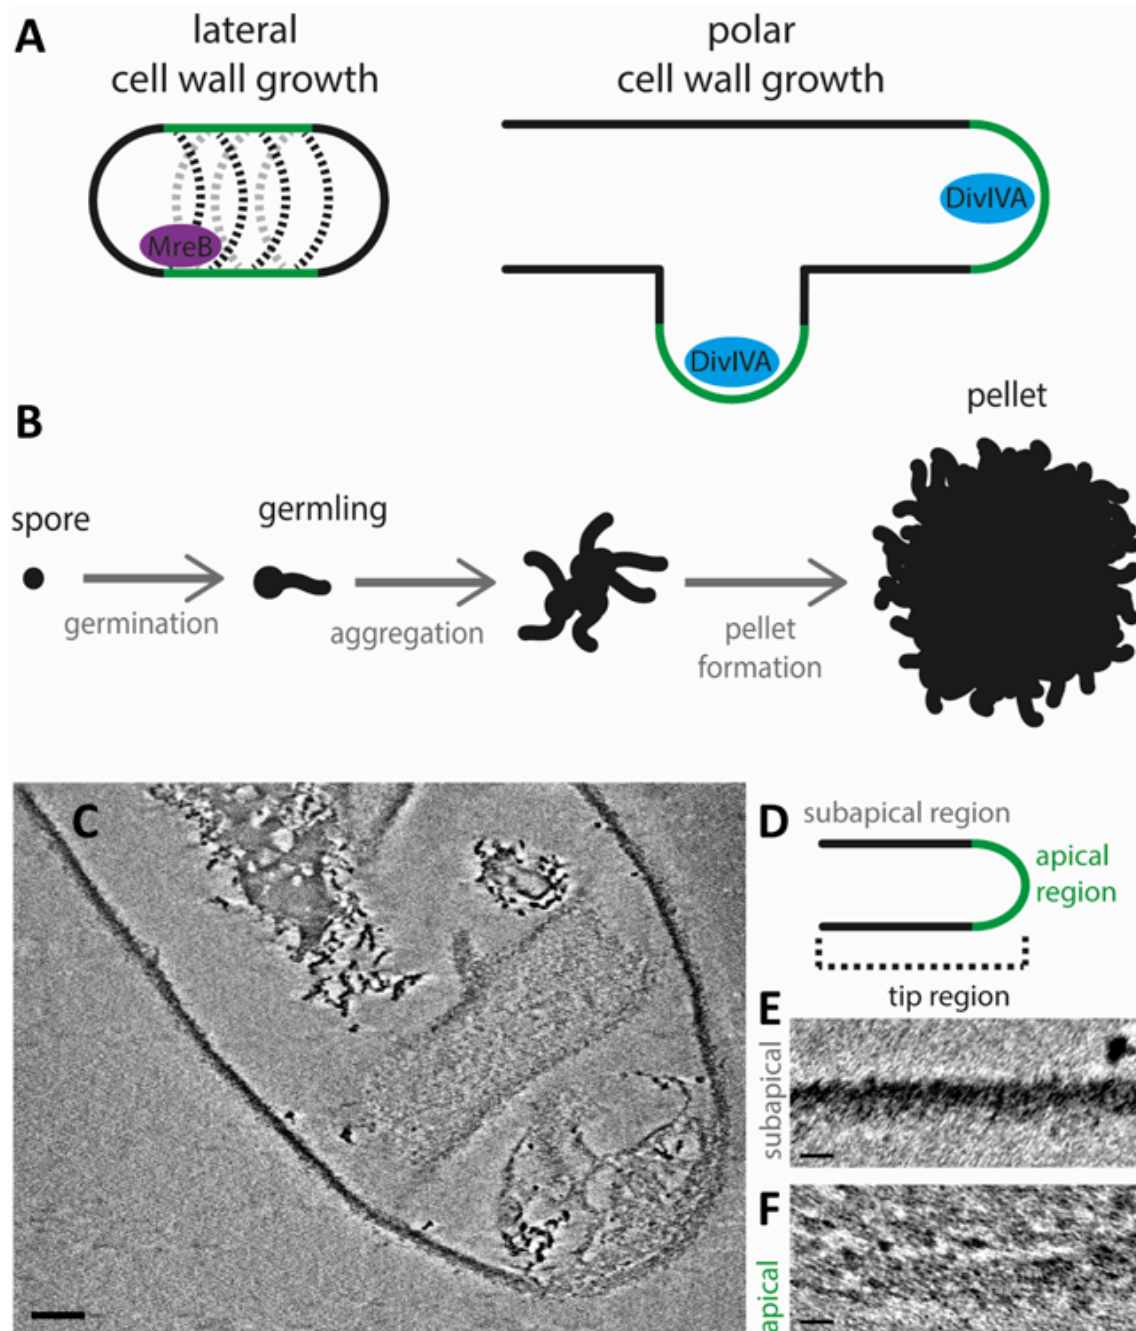 A
lateral
cell wall growth
polar
cell wall growth
MreB
DivIVA
DivIVA
B
spore
germling
pellet
germination
aggregation
pellet
formation
C
D
subapical region
apical
region
tip region
E
subapical
F
apical